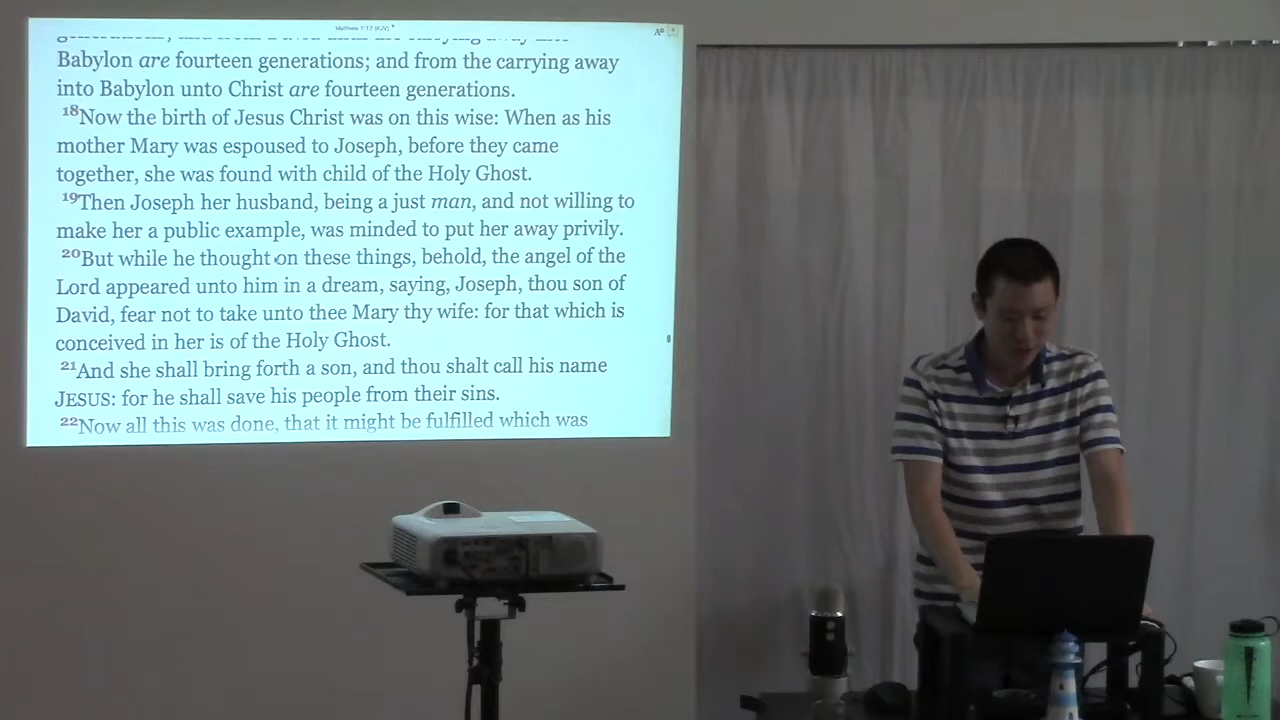 Matthew 1:17 (KJV)
Babylon are fourteen generations; and from the carrying away
into Babylon unto Christ are fourteen generations.
18Now the birth of Jesus Christ was on this wise: When as his
mother Mary was espoused to Joseph, before they came
together, she was found with child of the Holy Ghost.
19Then Joseph her husband, being a just man, and not willing to
make her a public example, was minded to put her away privily.
20But while he thought on these things, behold, the angel of the
Lord appeared unto him in a dream, saying, Joseph, thou son of
David, fear not to take unto thee Mary thy wife: for that which is
conceived in her is of the Holy Ghost.
21And she shall bring forth a son, and thou shalt call his name
JESUS: for he shall save his people from their sins.
22Now all this was done, that it might be fulfilled which was